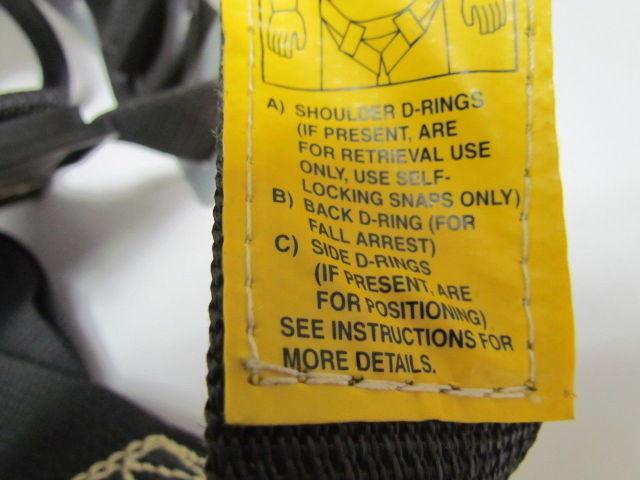 A) SHOULDER D-RINGS
(IF PRESENT, ARE
FOR RETRIEVAL USE
ONLY, USE SELF-
LOCKING SNAPS ONLY)
B) BACK D-RING (FOR
FALL ARREST)
C) SIDE D-RINGS
(IF PRESENT, ARE
FOR POSITIONING).
SEE INSTRUCTIONS FOR
MORE DETAILS.